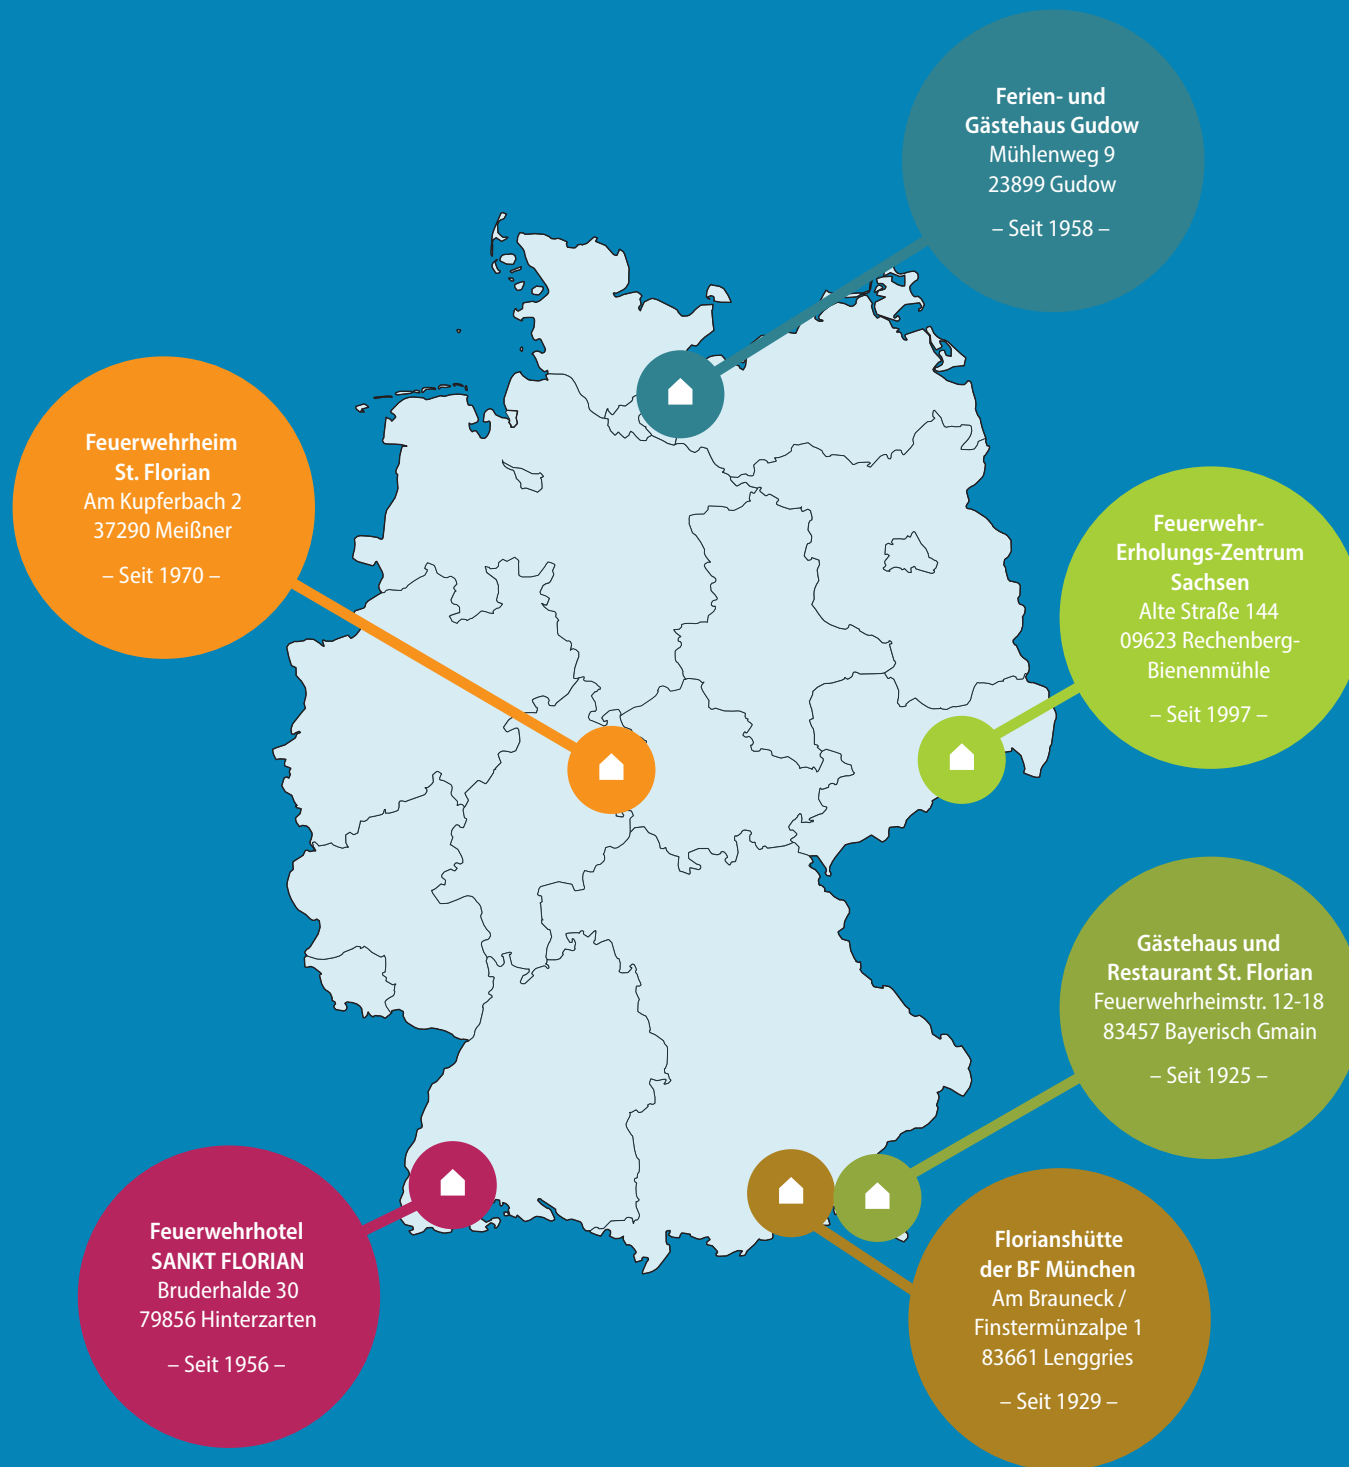 Ferien- und
Gästehaus Gudow
Mühlenweg 9
23899 Gudow
– Seit 1958 –
Feuerwehrheim
St. Florian
Am Kupferbach 2
37290 Meißner
– Seit 1970 –
Feuerwehr-
Erholungs-Zentrum
Sachsen
Alte Straße 144
09623 Rechenberg-
Bienenmühle
– Seit 1997 –
Gästehaus und
Restaurant St. Florian
Feuerwehrheimstr. 12-18
83457 Bayerisch Gmain
– Seit 1925 –
Feuerwehrhotel
SANKT FLORIAN
Bruderhalde 30
79856 Hinterzarten
– Seit 1956 –
Florianshütte
der BF München
Am Brauneck /
Finstermünzalpe 1
83661 Lenggries
– Seit 1929 –